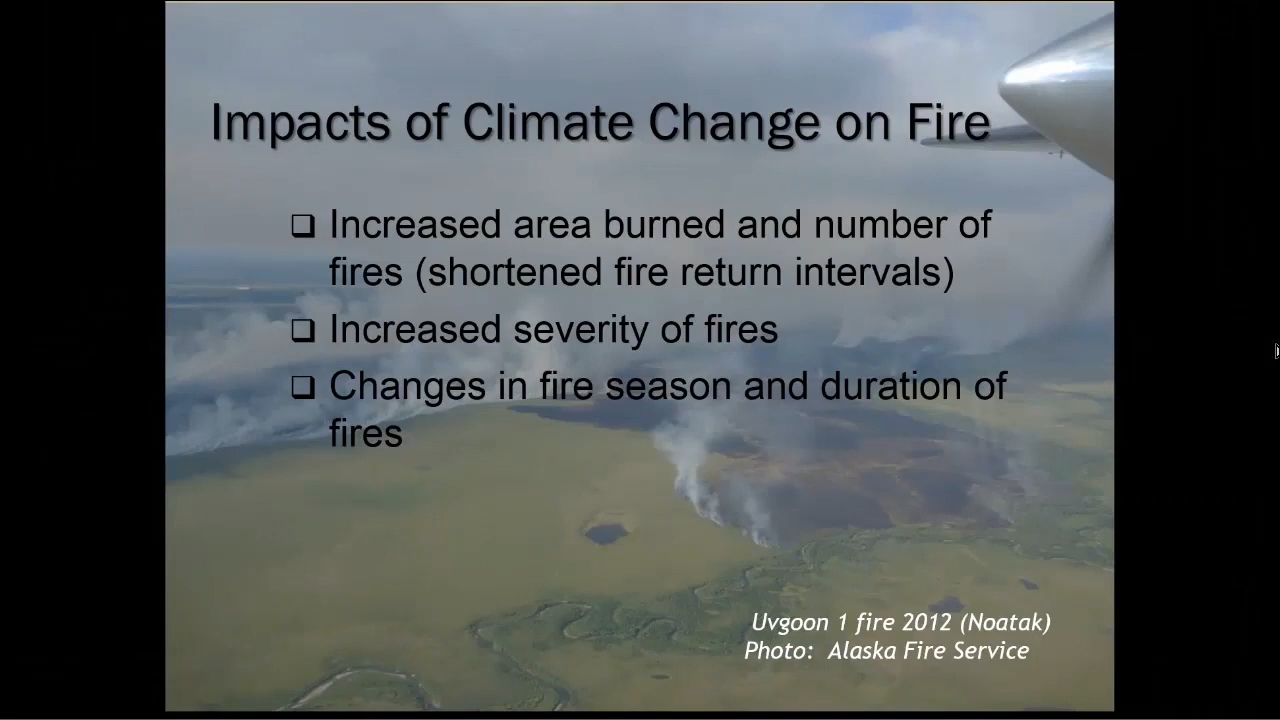 Impacts of Climate Change on Fire
Increased area burned and number of
fires (shortened fire return intervals)
Increased severity of fires
Changes in fire season and duration of
fires
Uvgoon 1 fire 2012 (Noatak)
Photo: Alaska Fire Service